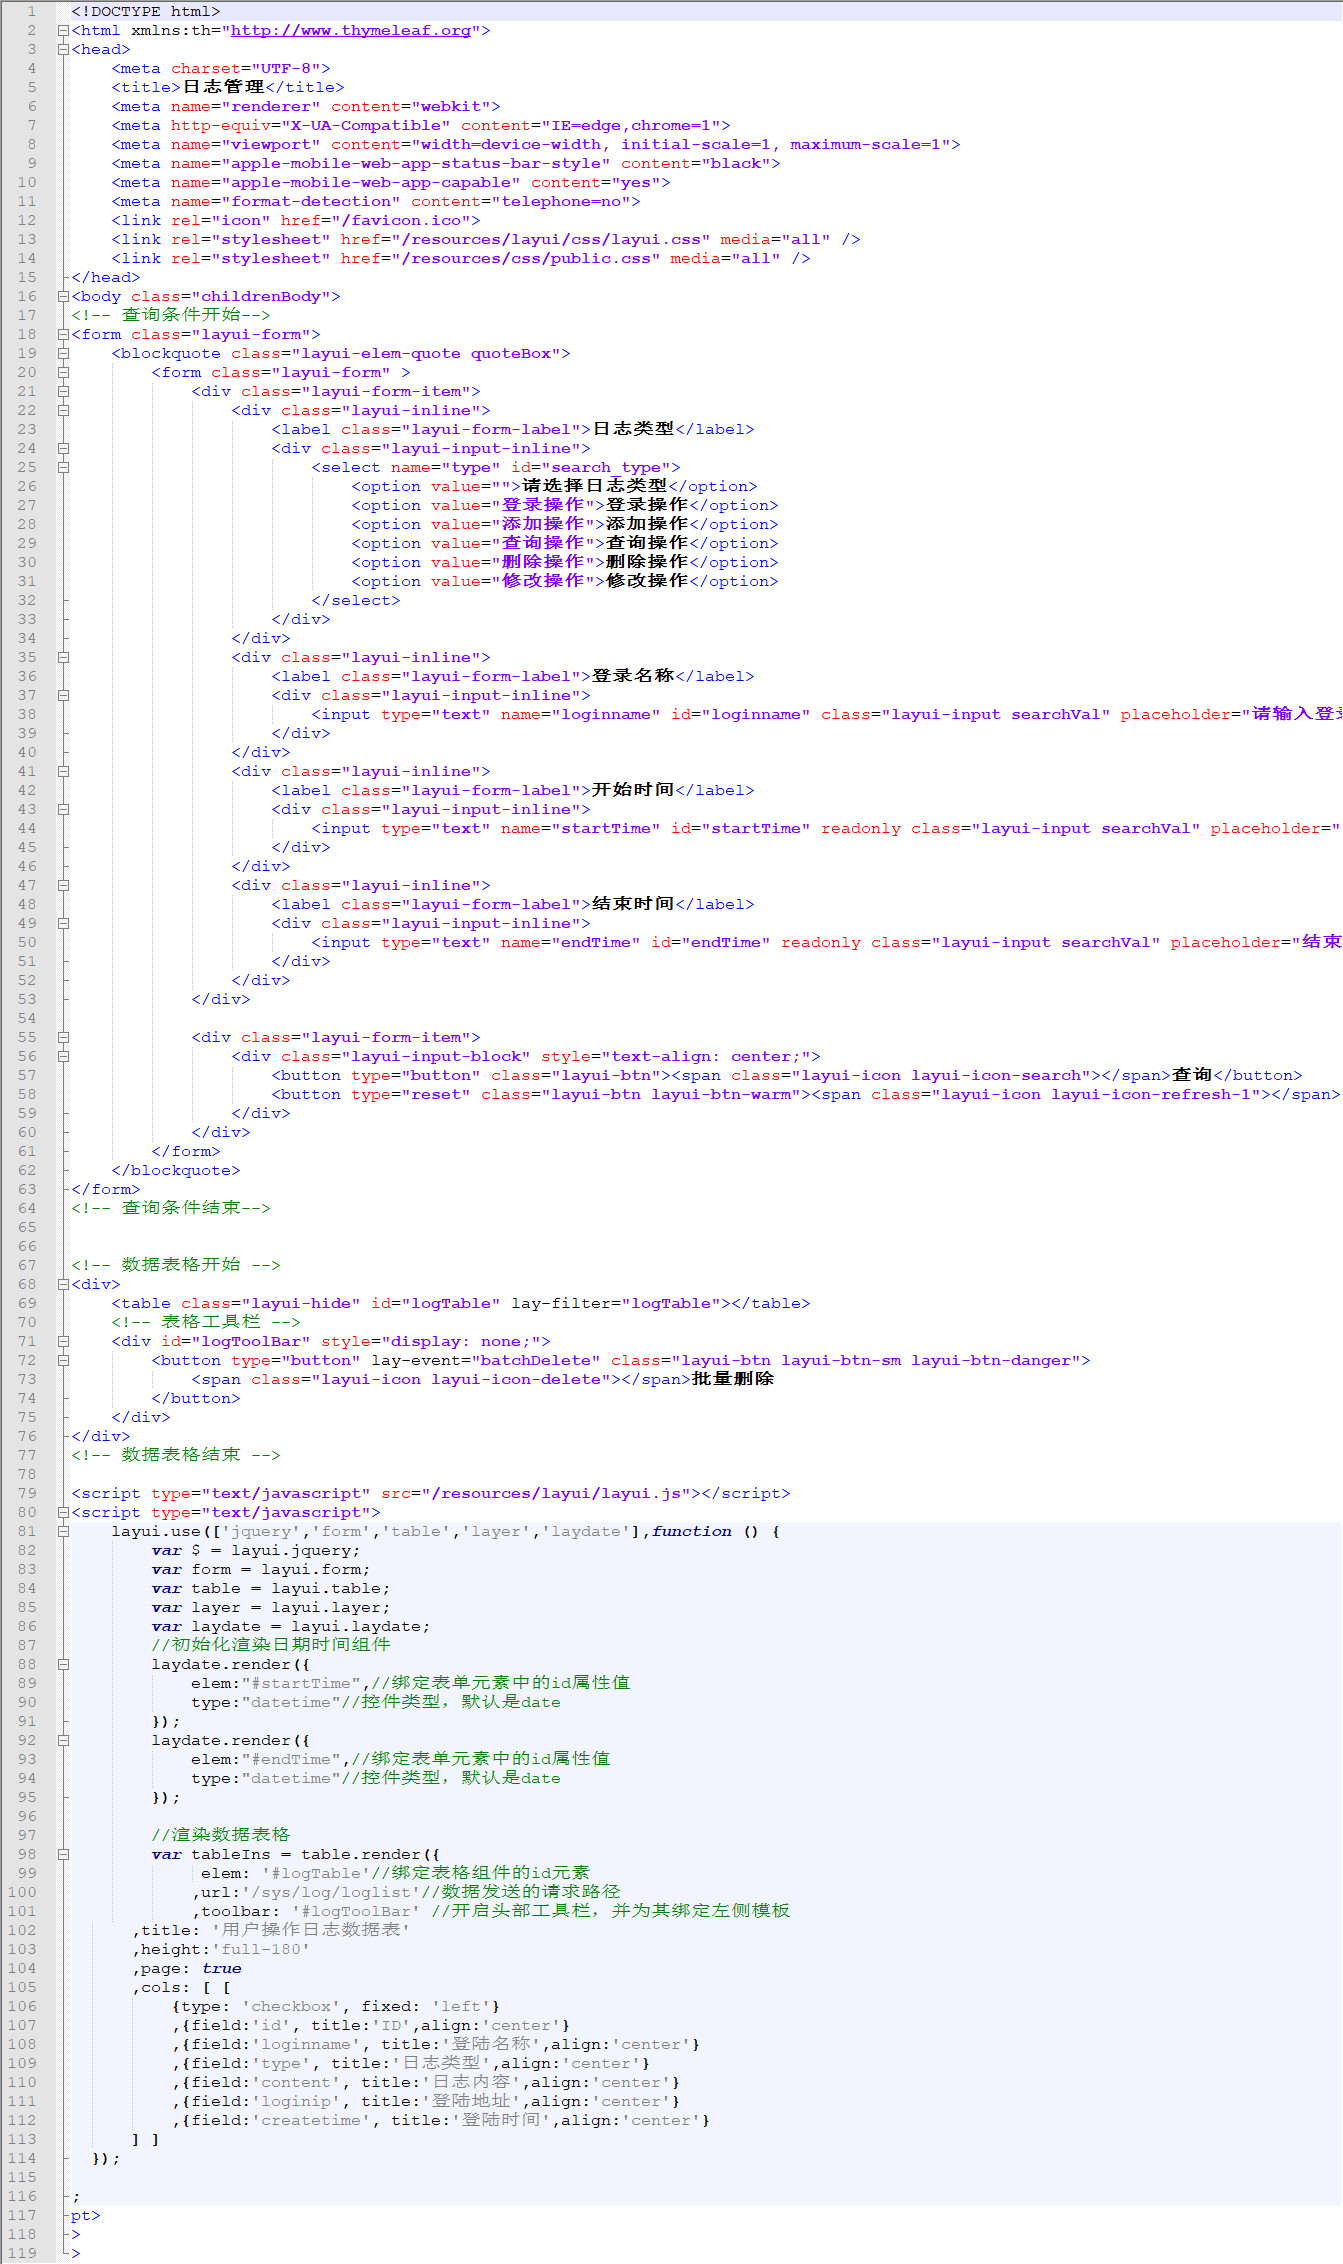 1 <!DOCTYPE html>
2 <html xmlns:th="http://www.thymeleaf.org">
3 <head>
4 <meta charset="UTF-8">
5 <title>日志管理</title>
6 <meta name="renderer" content="webkit">
7 <meta http-equiv="X-UA-Compatible" content="IE=edge,chrome=1">
8 <meta name="viewport" content="width=device-width, initial-scale=1, maximum-scale=1">
9 <meta name="apple-mobile-web-app-status-bar-style" content="black">
10 <meta name="apple-mobile-web-app-capable" content="yes">
11 <meta name="format-detection" content="telephone=no">
12 <link rel="icon" href="/favicon.ico">
13 <link rel="stylesheet" href="/resources/layui/css/layui.css" media="all" />
14 <link rel="stylesheet" href="/resources/css/public.css" media="all" />
15 </head>
16 <body class="childrenBody">
17 <!-- 查询条件开始-->
18 <form class="layui-form">
19 <blockquote class="layui-elem-quote quoteBox">
20 <form class="layui-form" >
21 <div class="layui-form-item">
22 <div class="layui-inline">
23 <label class="layui-form-label">日志类型</label>
24 <div class="layui-input-inline">
25 <select name="type" id="search_type">
26 <option value="">请选择日志类型</option>
27 <option value="登录操作">登录操作</option>
28 <option value="添加操作">添加操作</option>
29 <option value="查询操作">查询操作</option>
30 <option value="删除操作">删除操作</option>
31 <option value="修改操作">修改操作</option>
32 </select>
33 </div>
34 </div>
35 <div class="layui-inline">
36 <label class="layui-form-label">登录名称</label>
37 <div class="layui-input-inline">
38 <input type="text" name="loginname" id="loginname" class="layui-input searchVal" placeholder="请输入登录
39 </div>
40 </div>
41 <div class="layui-inline">
42 <label class="layui-form-label">开始时间</label>
43 <div class="layui-input-inline">
44 <input type="text" name="startTime" id="startTime" readonly class="layui-input searchVal" placeholder="
45 </div>
46 </div>
47 <div class="layui-inline">
48 <label class="layui-form-label">结束时间</label>
49 <div class="layui-input-inline">
50 <input type="text" name="endTime" id="endTime" readonly class="layui-input searchVal" placeholder="结束
51 </div>
52 </div>
53 </div>
54
55 <div class="layui-form-item">
56 <div class="layui-input-block" style="text-align: center;">
57 <button type="button" class="layui-btn"><span class="layui-icon layui-icon-search"></span>查询</button>
58 <button type="reset" class="layui-btn layui-btn-warm"><span class="layui-icon layui-icon-refresh-1"></span>
59 </div>
60 </div>
61 </form>
62 </blockquote>
63 </form>
64 <!-- 查询条件结束-->
65
66
67 <!-- 数据表格开始 -->
68 <div>
69 <table class="layui-hide" id="logTable" lay-filter="logTable"></table>
70 <!-- 表格工具栏 -->
71 <div id="logToolBar" style="display: none;">
72 <button type="button" lay-event="batchDelete" class="layui-btn layui-btn-sm layui-btn-danger">
73 <span class="layui-icon layui-icon-delete"></span>批量删除
74 </button>
75 </div>
76 </div>
77 <!-- 数据表格结束 -->
78
79 <script type="text/javascript" src="/resources/layui/layui.js"></script>
80 <script type="text/javascript">
81 layui.use(['jquery','form','table','layer','laydate'],function () {
82 var $ = layui.jquery;
83 var form = layui.form;
84 var table = layui.table;
85 var layer = layui.layer;
86 var laydate = layui.laydate;
87 //初始化渲染日期时间组件
88 laydate.render({
89 elem:"#startTime",//绑定表单元素中的id属性值
90 type:"datetime"//控件类型，默认是date
91 });
92 laydate.render({
93 elem:"#endTime",//绑定表单元素中的id属性值
94 type:"datetime"//控件类型，默认是date
95 });
96
97 //渲染数据表格
98 var tableIns = table.render({
99 elem: '#logTable'//绑定表格组件的id元素
100 ,url:'/sys/log/loglist'//数据发送的请求路径
101 ,toolbar: '#logToolBar' //开启头部工具栏，并为其绑定左侧模板
102 ,title: '用户操作日志数据表'
103 ,height:'full-180'
104 ,page: true
105 ,cols: [ [
106 {type: 'checkbox', fixed: 'left'}
107 ,{field:'id', title:'ID',align:'center'}
108 ,{field:'loginname', title:'登陆名称',align:'center'}
109 ,{field:'type', title:'日志类型',align:'center'}
110 ,{field:'content', title:'日志内容',align:'center'}
111 ,{field:'loginip', title:'登陆地址',align:'center'}
112 ,{field:'createtime', title:'登陆时间',align:'center'}
113 ] ]
114 });
115
116 ;
117 pt>
118 >
119 >